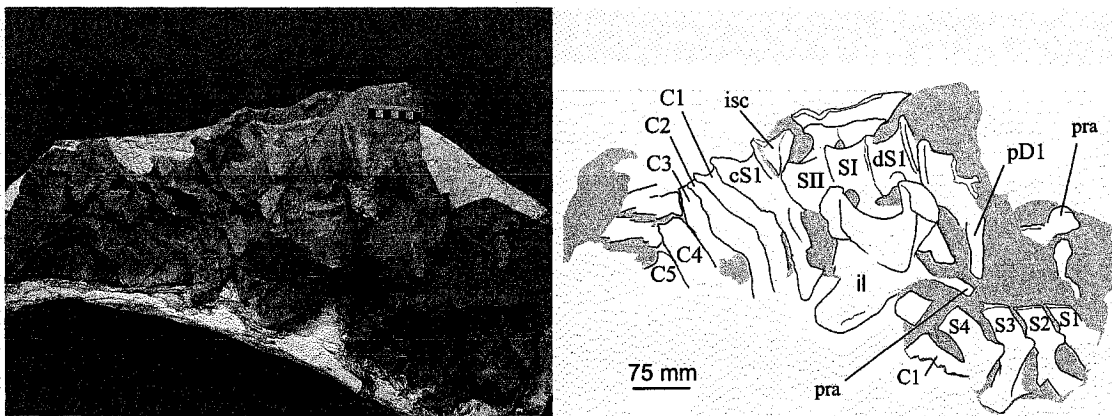 C1
isc
C2
C3
cS1
SII
SI
dS1
pD1
pra
C4
C5
il
S4
S3
S2
S1
75 mm
pra
C1